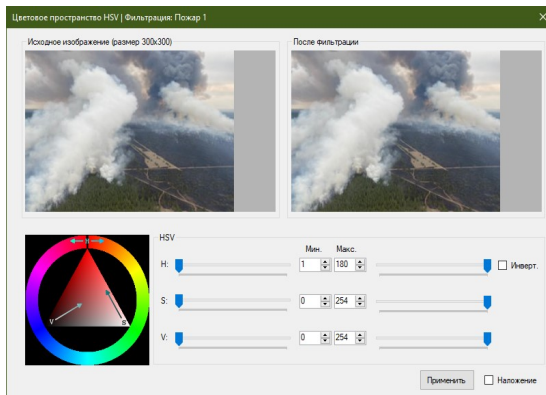 Цветовое пространство HSV | Фильтрация: Пожар 1
Исходное изображение (размер 300x300)
После фильтрации
H
V
S
HSV
Мин. Макс.
H: 1 180 Инверт.
S: 0 254
V: 0 254
Применить Наложение